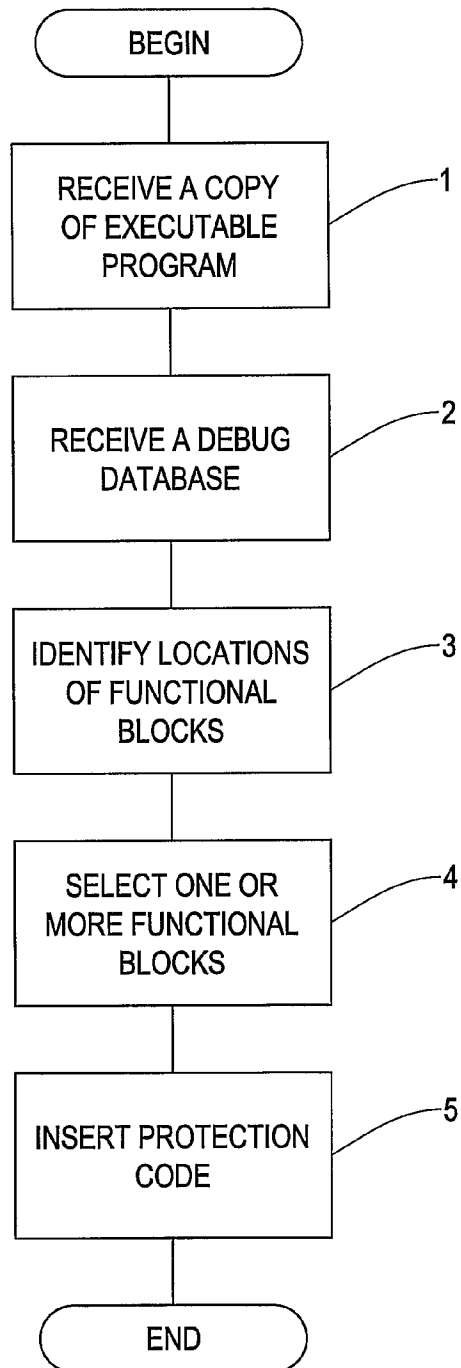 BEGIN
RECEIVE A COPY
OF EXECUTABLE
PROGRAM
1
RECEIVE A DEBUG
DATABASE
2
IDENTIFY LOCATIONS
OF FUNCTIONAL
BLOCKS
3
SELECT ONE OR
MORE FUNCTIONAL
BLOCKS
4
INSERT PROTECTION
CODE
5
END